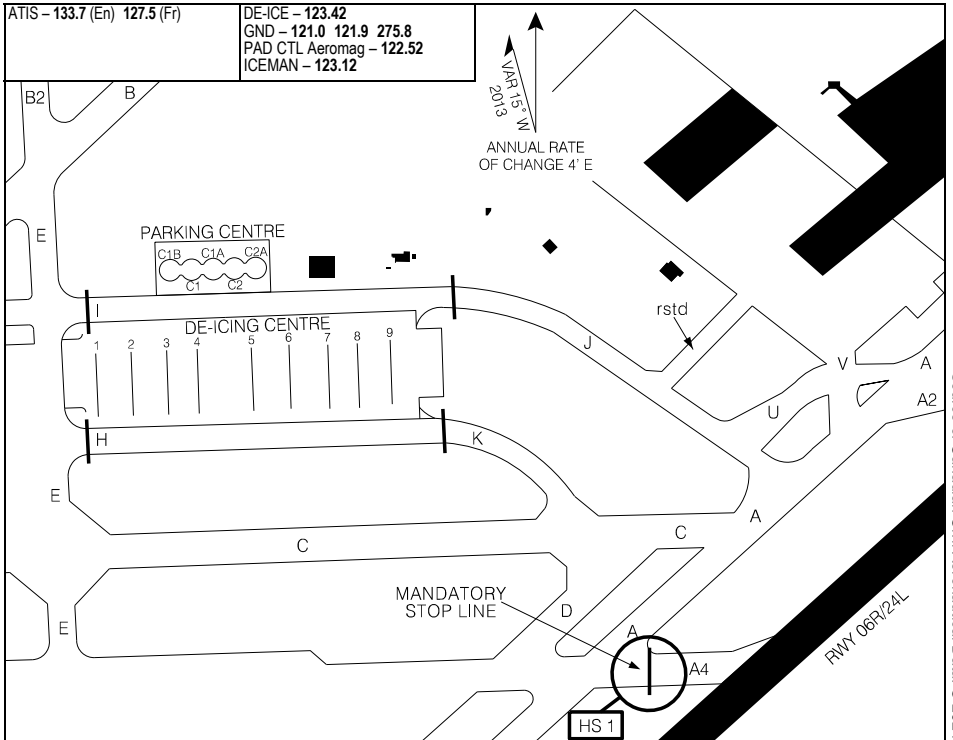 ATIS – 133.7 (En) 127.5 (Fr)
DE-ICE – 123.42
GND – 121.0 121.9 275.8
PAD CTL Aeromag – 122.52
ICEMAN – 123.12
B2
B
VAR 15° W
2013
ANNUAL RATE
OF CHANGE 4' E
E
PARKING CENTRE
C1B C1A C2A
C1 C2
I
DE-ICING CENTRE
1 2 3 4 5 6 7 8 9
rstd
J
V
A
A2
U
H
K
E
A
C
C
MANDATORY
STOP LINE
D
E
A
A4
RWY 06R/24L
HS 1